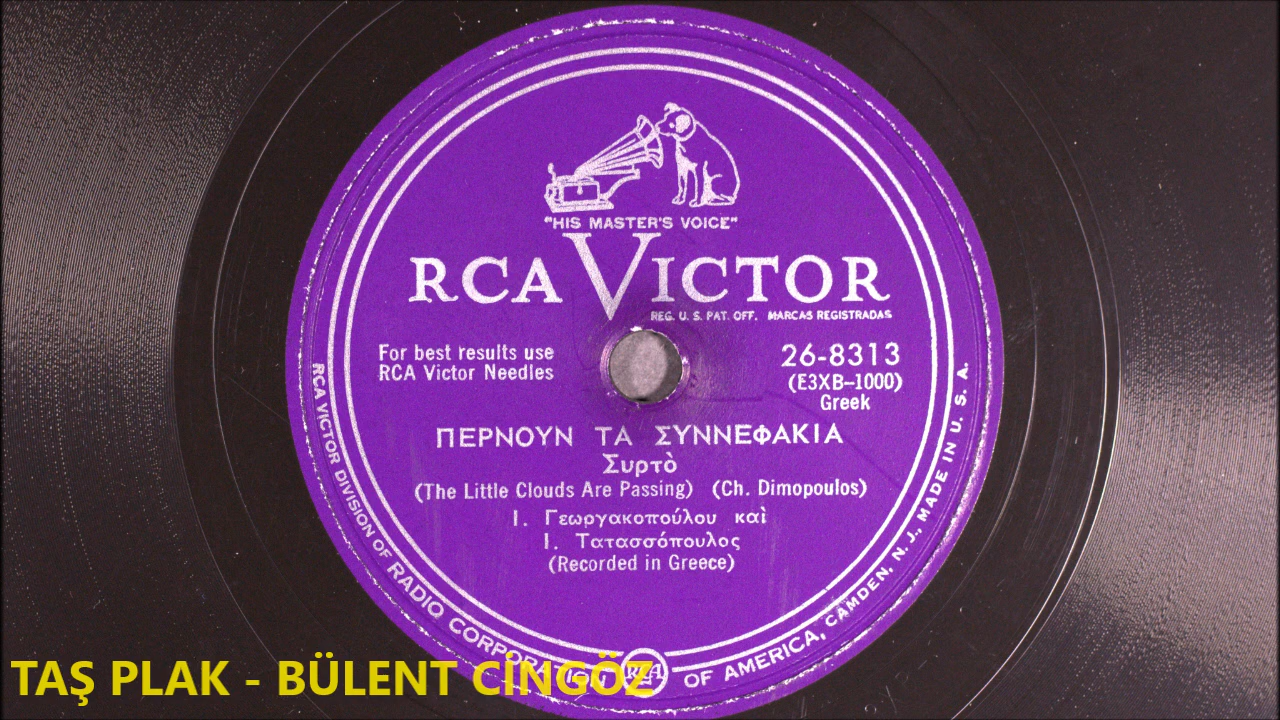 "HIS MASTER'S VOICE"
RCA VICTOR
REG. U. S. PAT. OFF. MARCAS REGISTRADAS
For best results use
RCA Victor Needles
26-8313
(E3XB-1000)
Greek
ΠΕΡΝΟΥΝ ΤΑ ΣΥΝΝΕΦΑΚΙΑ
Συρτὸ
(The Little Clouds Are Passing) (Ch. Dimopoulos)
Ι. Γεωργακοπούλου καὶ
Ι. Τατασσόπουλος
(Recorded in Greece)
RCA VICTOR DIVISION OF RADIO CORPORATION RCA OF AMERICA, CAMDEN, N. J., MADE IN U. S. A.
TAŞ PLAK - BÜLENT CİNGÖZ